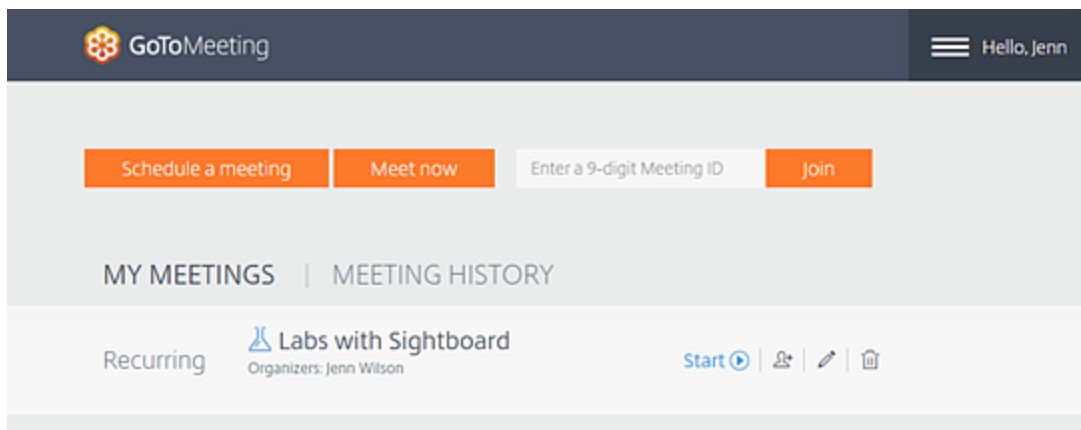 GoToMeeting
Hello, Jenn
Schedule a meeting Meet now Enter a 9-digit Meeting ID Join
MY MEETINGS | MEETING HISTORY
Recurring
Labs with Sightboard
Organizers: Jenn Wilson
Start